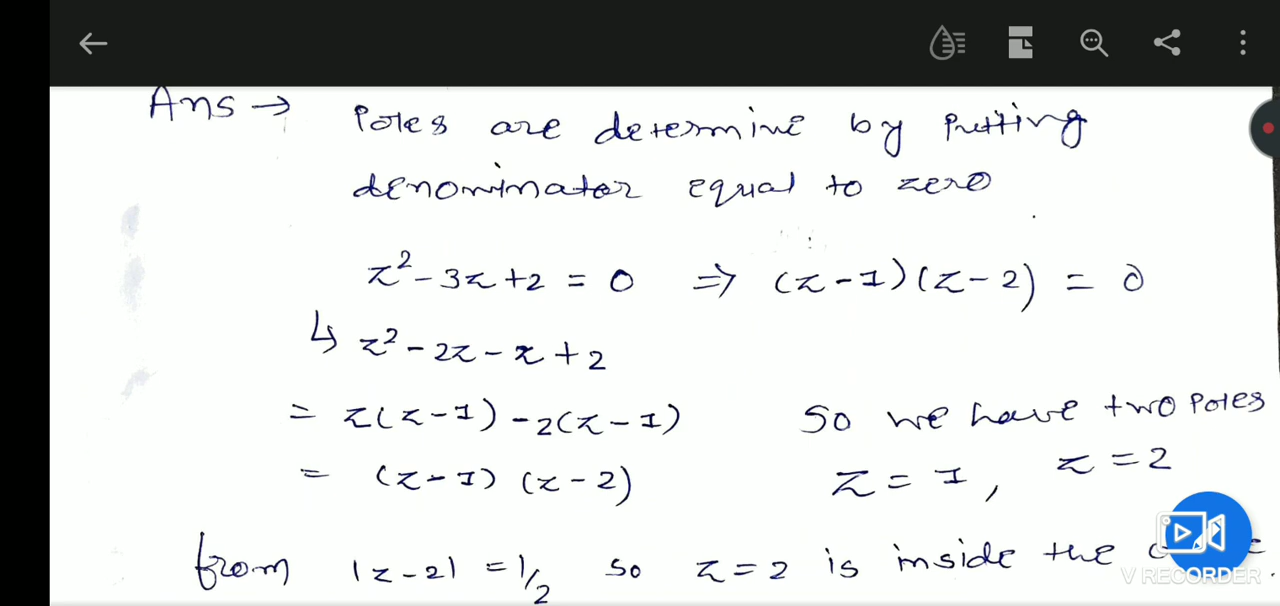 Ans → Poles are determine by putting
denominator equal to zero
z² - 3z + 2 = 0 ⇒ (z - 1)(z - 2) = 0
↳ z² - 2z - z + 2
= z(z - 1) - 2(z - 1)
= (z - 1) (z - 2)
So we have two poles
z = 1, z = 2
from |z - 2| = 1/2 so z = 2 is inside the
V RECORDER